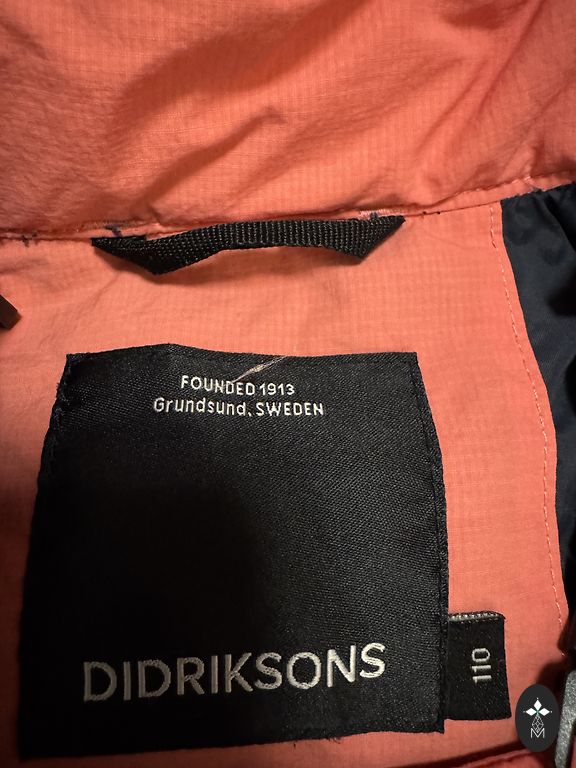 FOUNDED 1913
Grundsund, SWEDEN
DIDRIKSONS
110